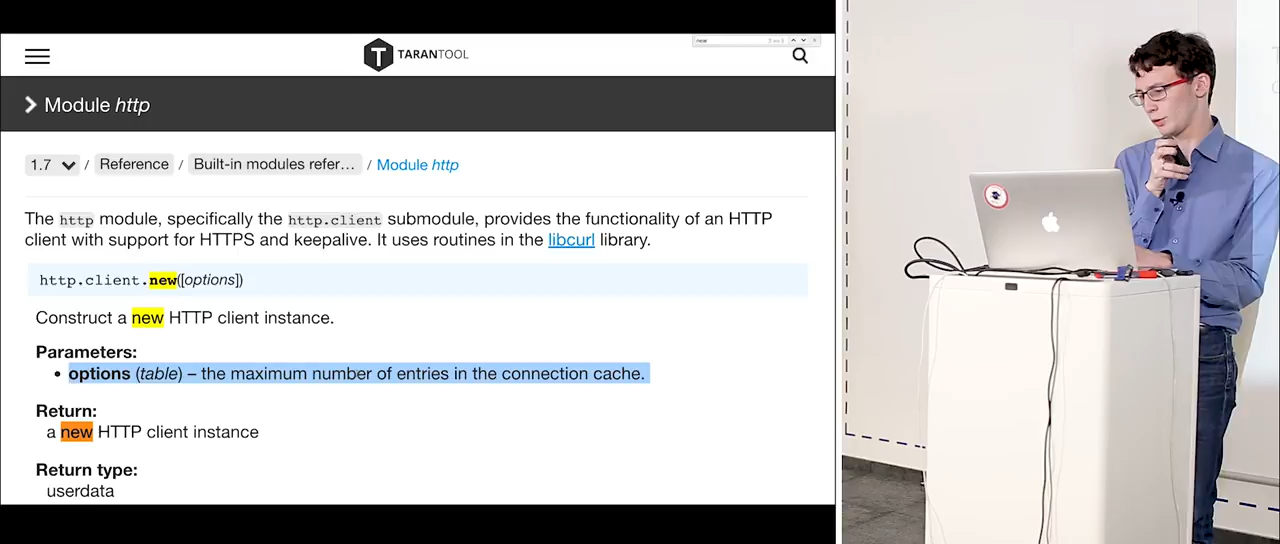 new
TARANTOOL
Module http
1.7 / Reference / Built-in modules refer... / Module http
The http module, specifically the http.client submodule, provides the functionality of an HTTP
client with support for HTTPS and keepalive. It uses routines in the libcurl library.
http.client.new([options])
Construct a new HTTP client instance.
Parameters:
• options (table) – the maximum number of entries in the connection cache.
Return:
a new HTTP client instance
Return type:
userdata